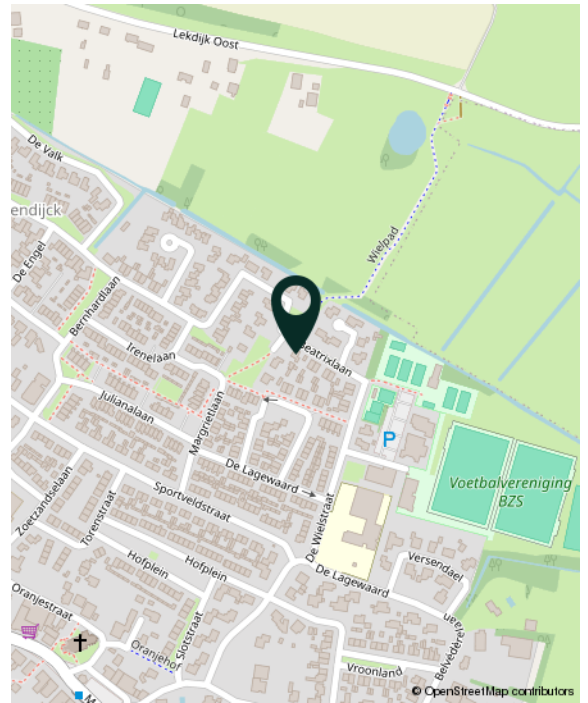 Lekdijk Oost
De Valk
endijck
De Engel
Wielpad
Bernhardlaan
Irenelaan
Beatrixlaan
Julianalaan
Margrietlaan
P
Voetbalvereniging
BZS
De Lagewaard
Sportveldstraat
Zoetzandselaan
Torenstraat
De Wielstraat
Hofplein
Hofplein
Versendael
De Lagewaard
Oranjestraat
Slotstraat
Oranjehof
Vroonland
© OpenStreetMap contributors